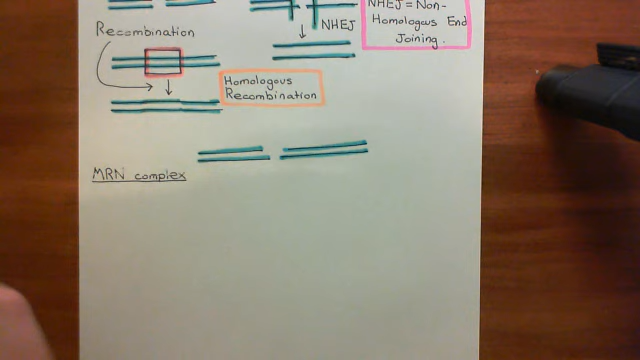 NHEJ = Non-
Homologous End
Joining.
NHEJ
Recombination
Homologous
Recombination
MRN complex